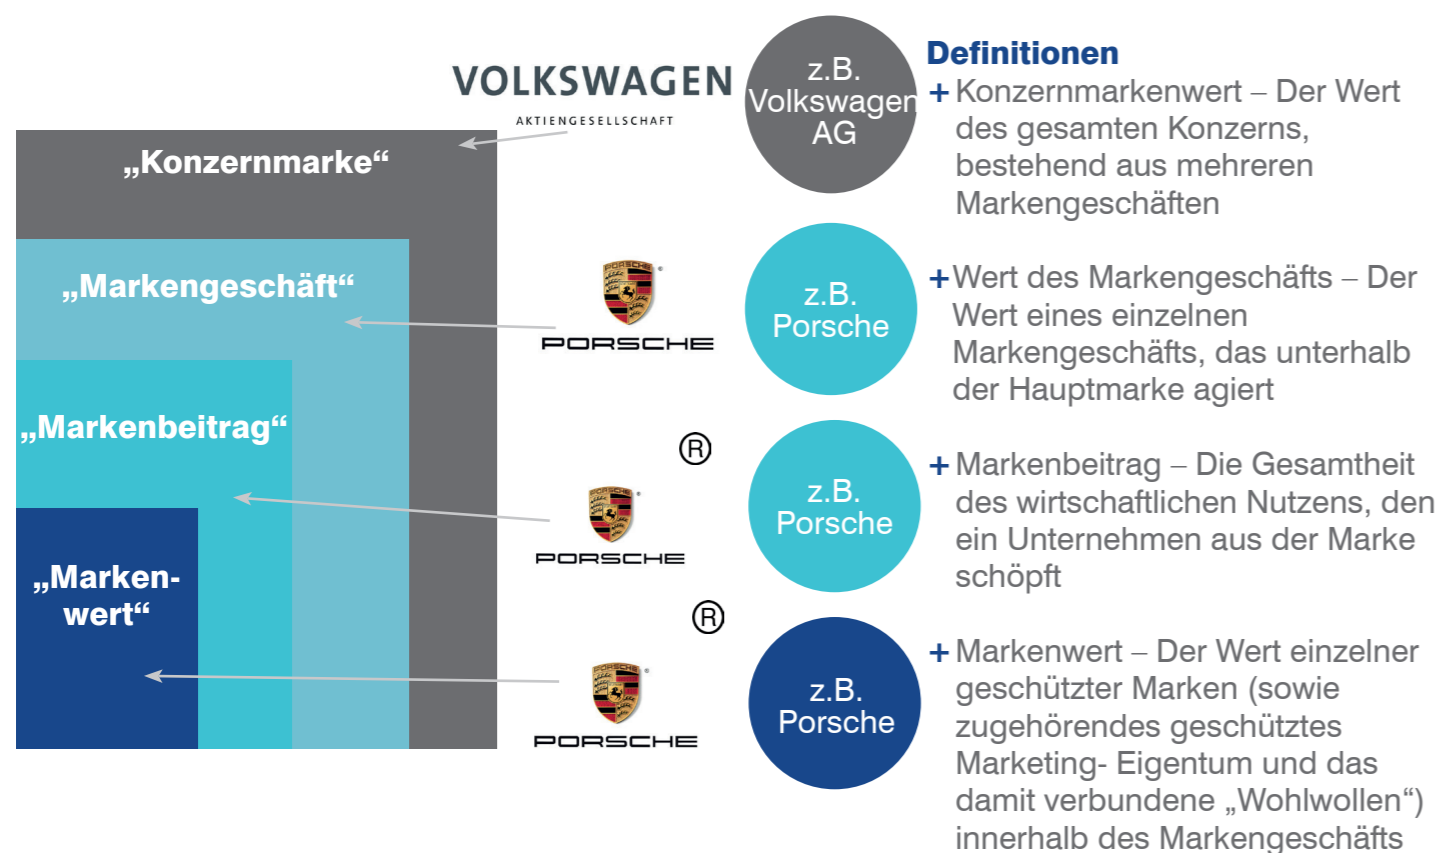 VOLKSWAGEN
AKTIENGESELLSCHAFT
„Konzernmarke“
„Markengeschäft“
„Markenbeitrag“
„Marken-
wert“
PORSCHE
PORSCHE
®
PORSCHE
PORSCHE
®
PORSCHE
PORSCHE
z.B.
Volkswagen
AG
z.B.
Porsche
z.B.
Porsche
z.B.
Porsche
Definitionen
+ Konzernmarkenwert – Der Wert
des gesamten Konzerns,
bestehend aus mehreren
Markengeschäften
+ Wert des Markengeschäfts – Der
Wert eines einzelnen
Markengeschäfts, das unterhalb
der Hauptmarke agiert
+ Markenbeitrag – Die Gesamtheit
des wirtschaftlichen Nutzens, den
ein Unternehmen aus der Marke
schöpft
+ Markenwert – Der Wert einzelner
geschützter Marken (sowie
zugehörendes geschütztes
Marketing- Eigentum und das
damit verbundene „Wohlwollen“)
innerhalb des Markengeschäfts